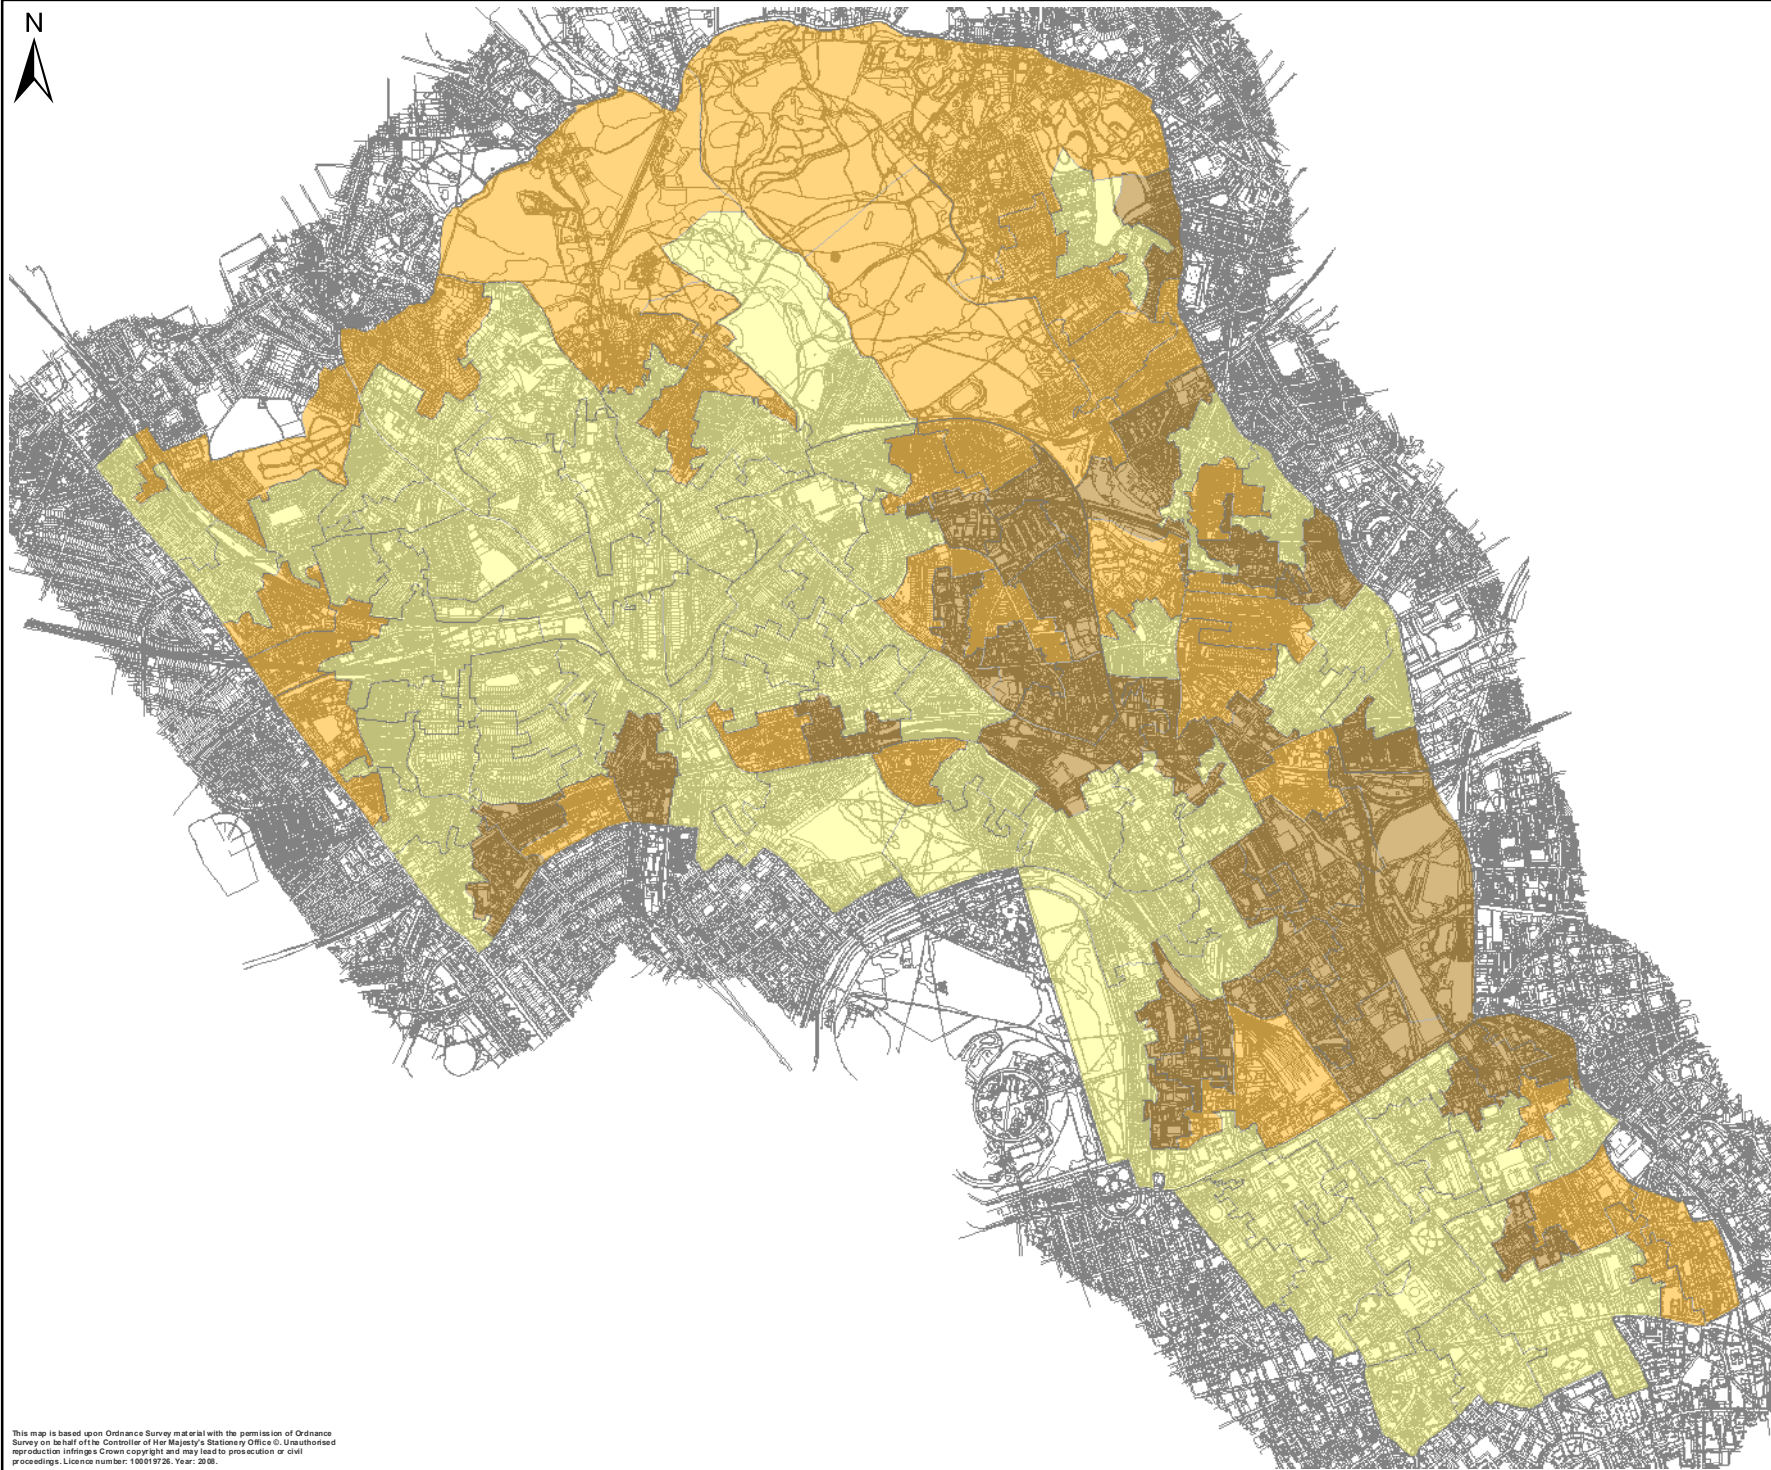 N
This map is based upon Ordnance Survey material with the permission of Ordnance
Survey on behalf of the Controller of Her Majesty's Stationery Office ©. Unauthorised
reproduction infringes Crown copyright and may lead to prosecution or civil
proceedings. Licence number: 100019726. Year: 2008.